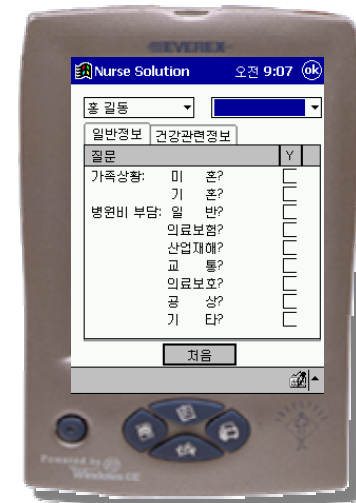 EVEREX
Nurse Solution 오전 9:07 ok
홍 길동
일반정보 건강관련정보
질문 Y
가족상황: 미 혼?
기 혼?
병원비 부담: 일 반?
의료보험?
산업재해?
교 통?
의료보호?
공 상?
기 타?
처음
Powered by
Windows CE